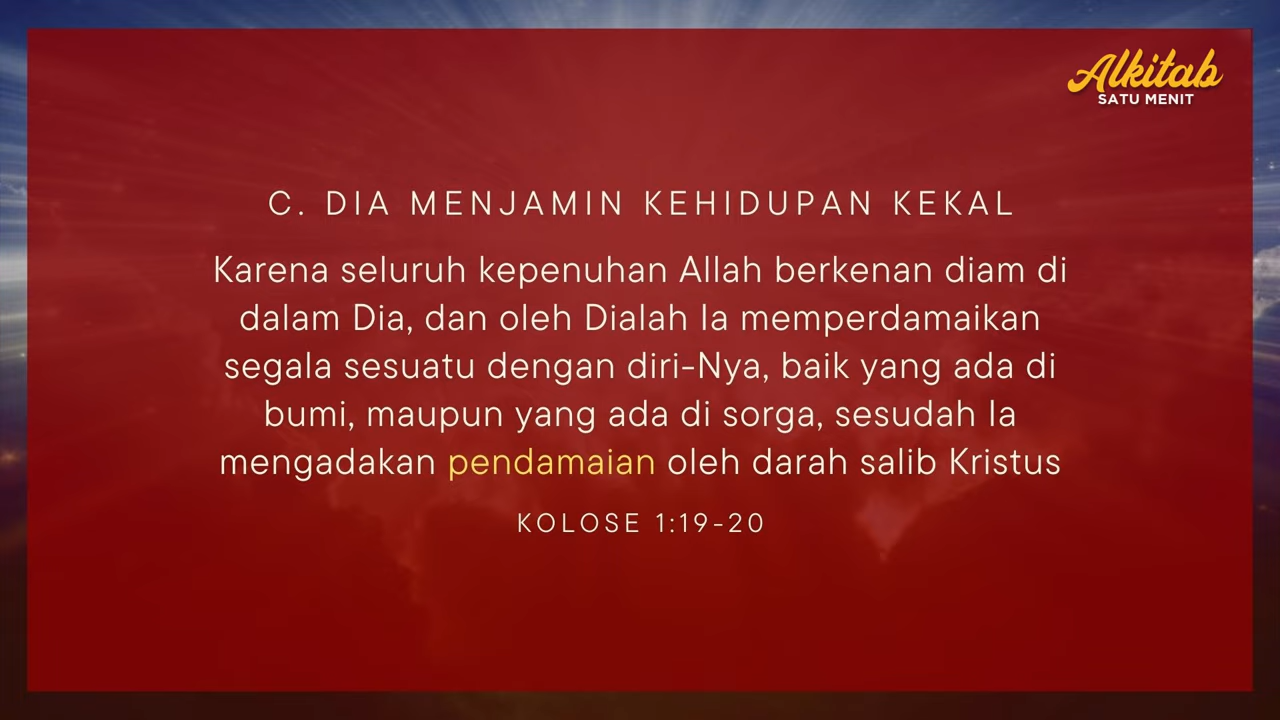 Alkitab
SATU MENIT
C. DIA MENJAMIN KEHIDUPAN KEKAL
Karena seluruh kepenuhan Allah berkenan diam di
dalam Dia, dan oleh Dialah Ia memperdamaikan
segala sesuatu dengan diri-Nya, baik yang ada di
bumi, maupun yang ada di sorga, sesudah Ia
mengadakan pendamaian oleh darah salib Kristus
KOLOSE 1:19-20